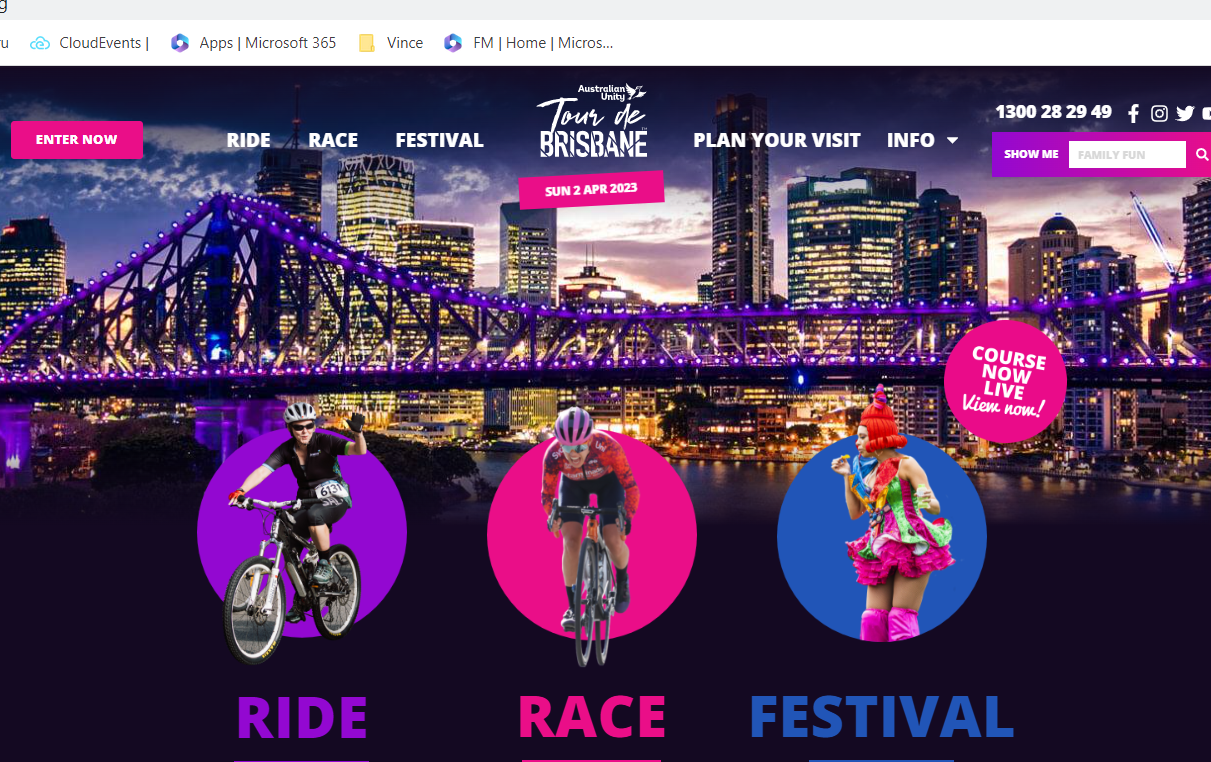 g
CloudEvents |
Apps | Microsoft 365
Vince
FM | Home | Micros...
ENTER NOW
RIDE
RACE
FESTIVAL
Australian
Unity
Tour de
BRISBANE
SUN 2 APR 2023
PLAN YOUR VISIT
INFO
1300 28 29 49
SHOW ME
FAMILY FUN
COURSE
NOW
LIVE
View now!
6131
RIDE
RACE
FESTIVAL